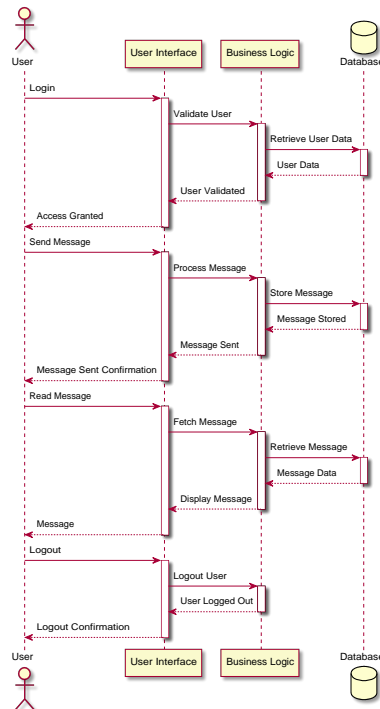 User
User Interface
Business Logic
Database
Login
Validate User
Retrieve User Data
User Data
User Validated
Access Granted
Send Message
Process Message
Store Message
Message Stored
Message Sent
Message Sent Confirmation
Read Message
Fetch Message
Retrieve Message
Message Data
Display Message
Message
Logout
Logout User
User Logged Out
Logout Confirmation
User
User Interface
Business Logic
Database